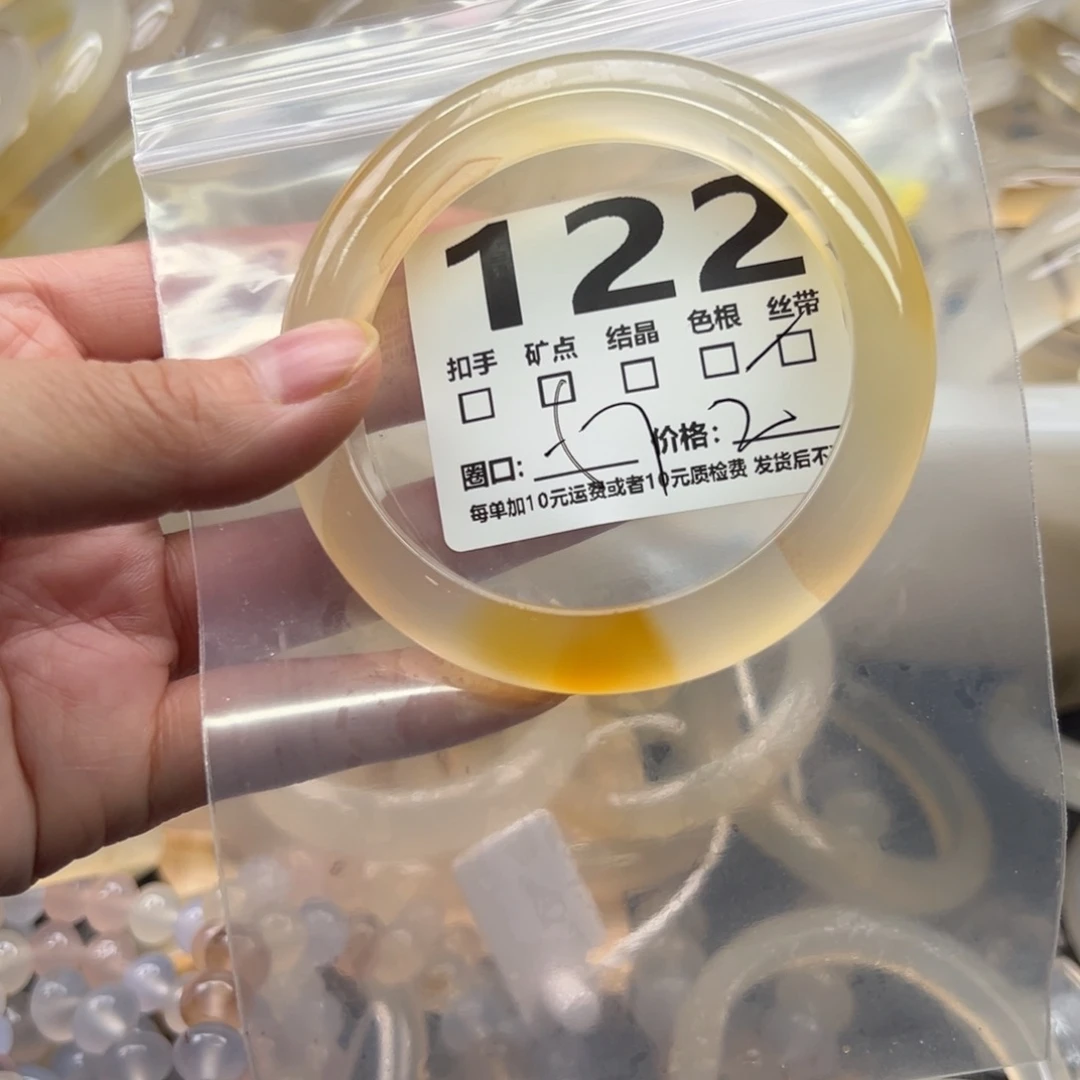 122
扣手 矿点 结晶 色根 丝带
圈口: 价格:
每单加10元运费或者10元质检费 发货后不